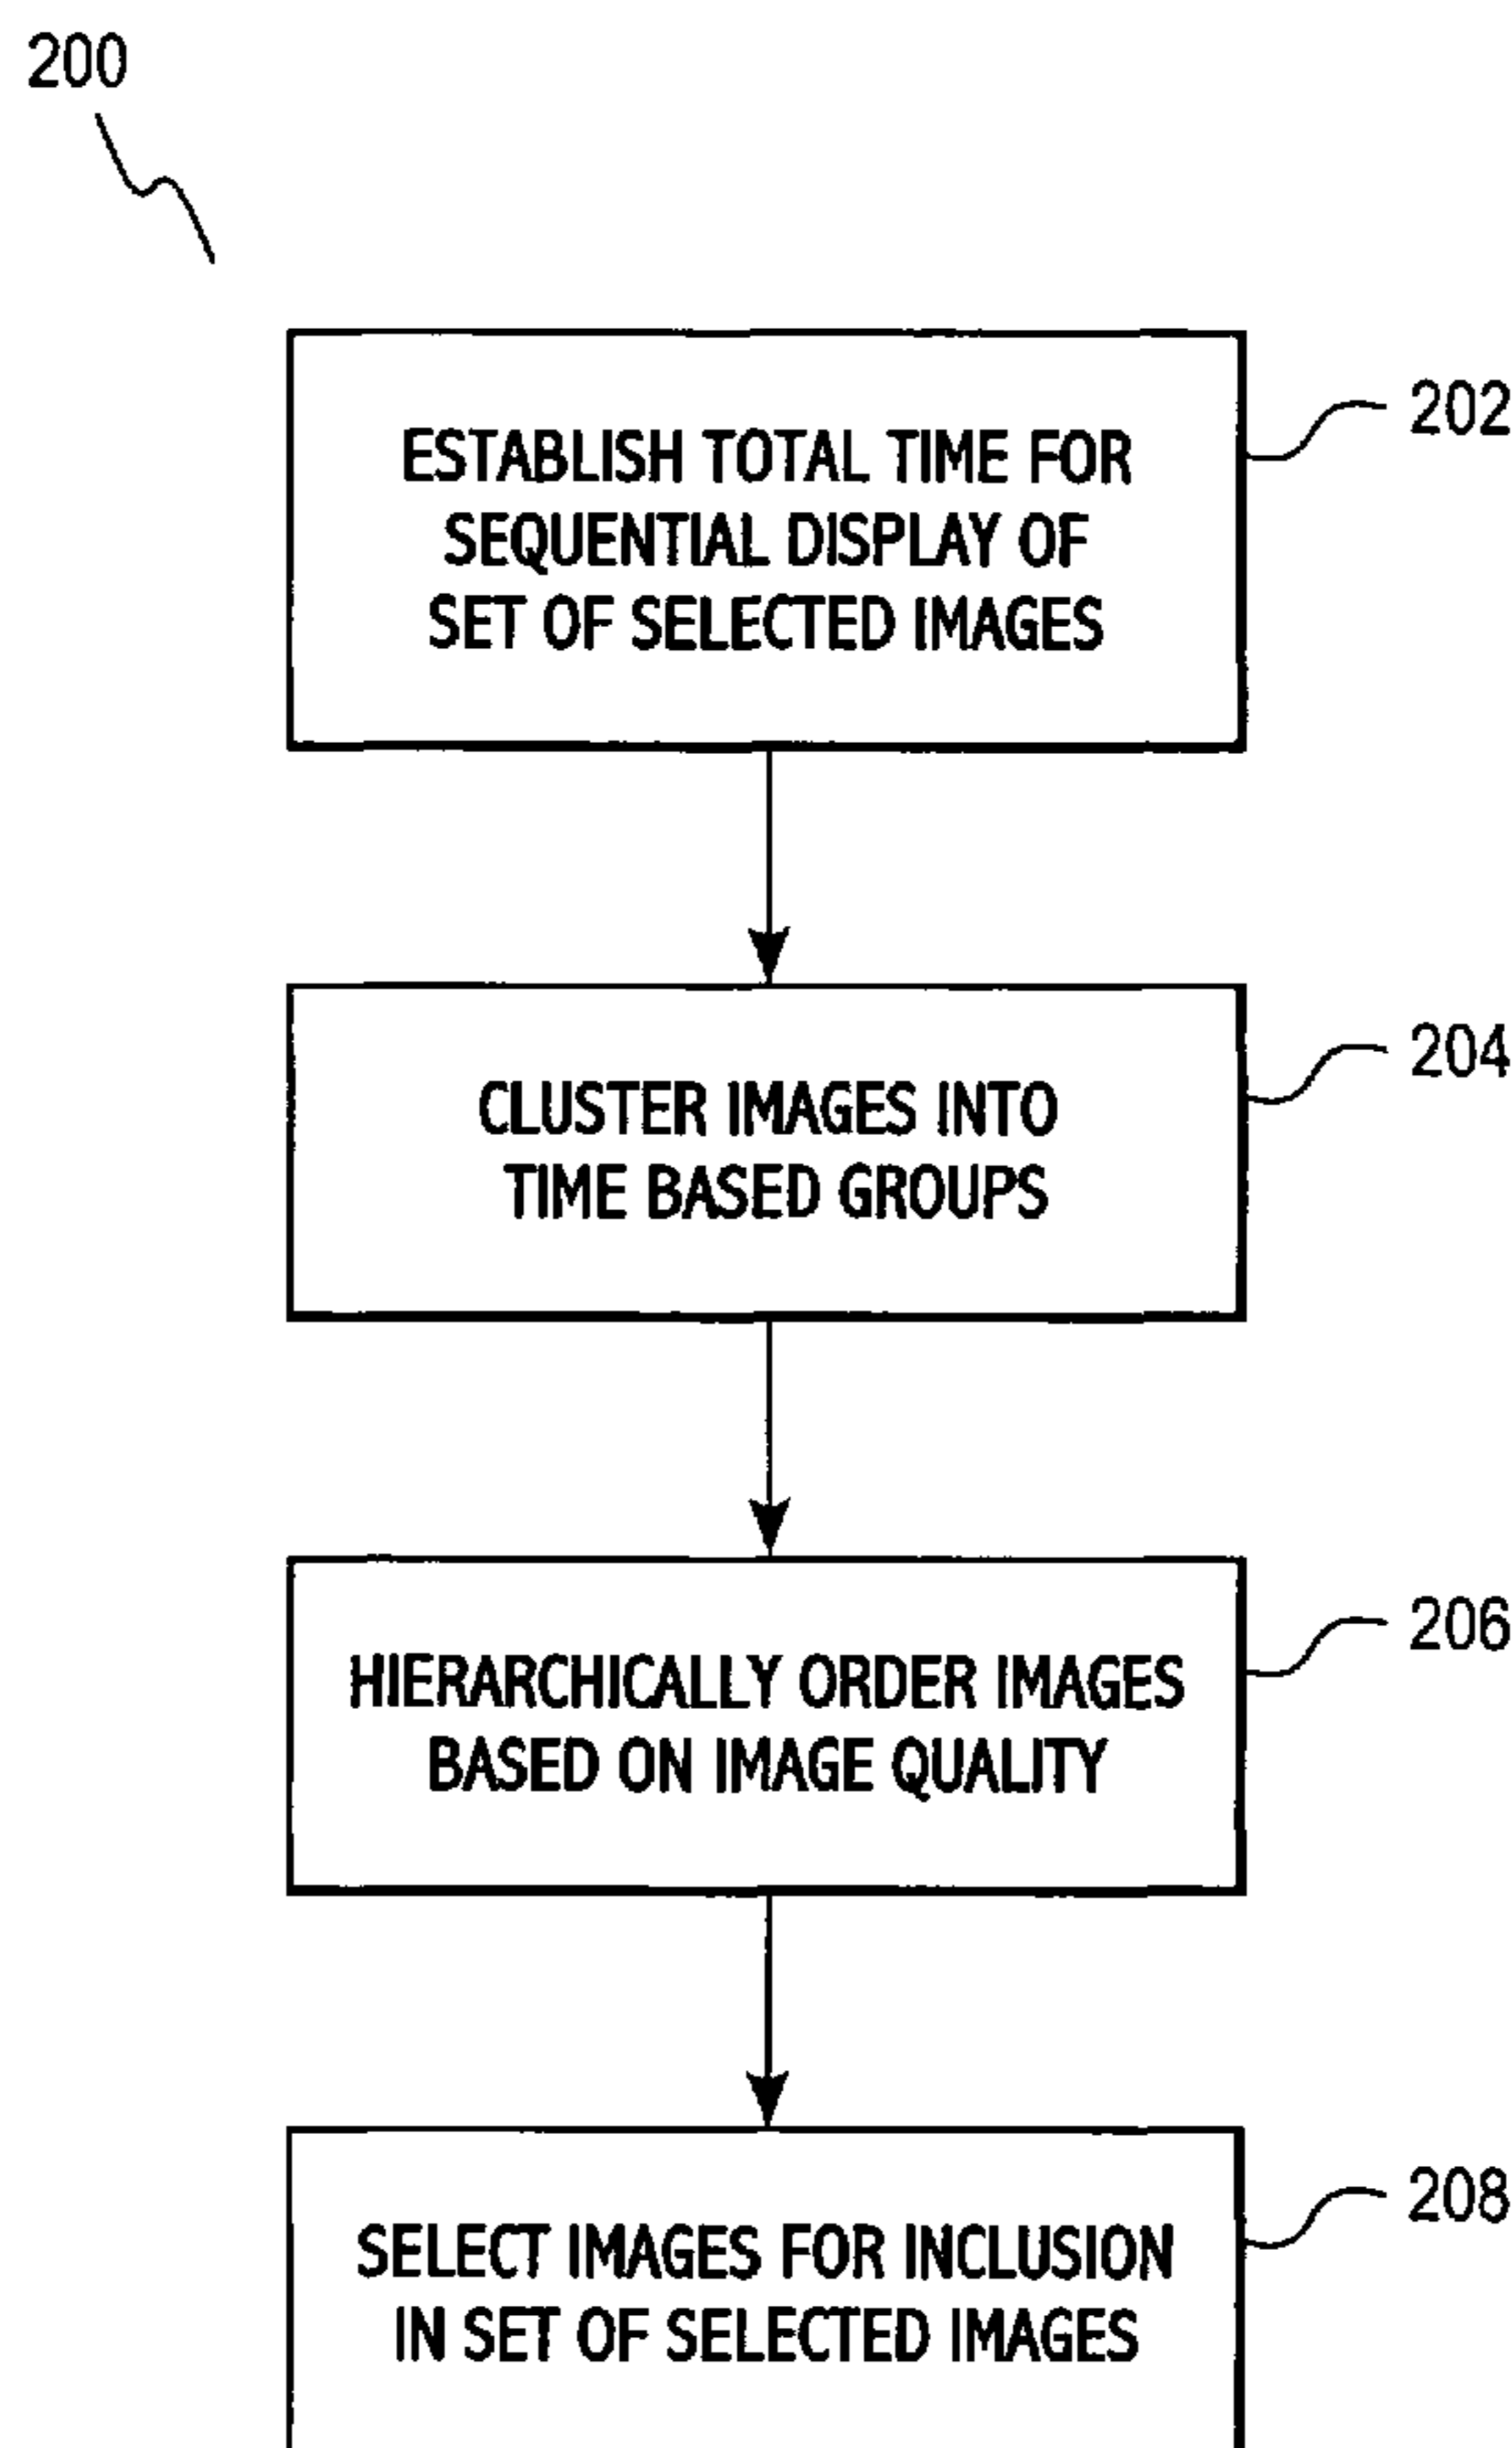 200
202
ESTABLISH TOTAL TIME FOR
SEQUENTIAL DISPLAY OF
SET OF SELECTED IMAGES
204
CLUSTER IMAGES INTO
TIME BASED GROUPS
206
HIERARCHICALLY ORDER IMAGES
BASED ON IMAGE QUALITY
208
SELECT IMAGES FOR INCLUSION
IN SET OF SELECTED IMAGES